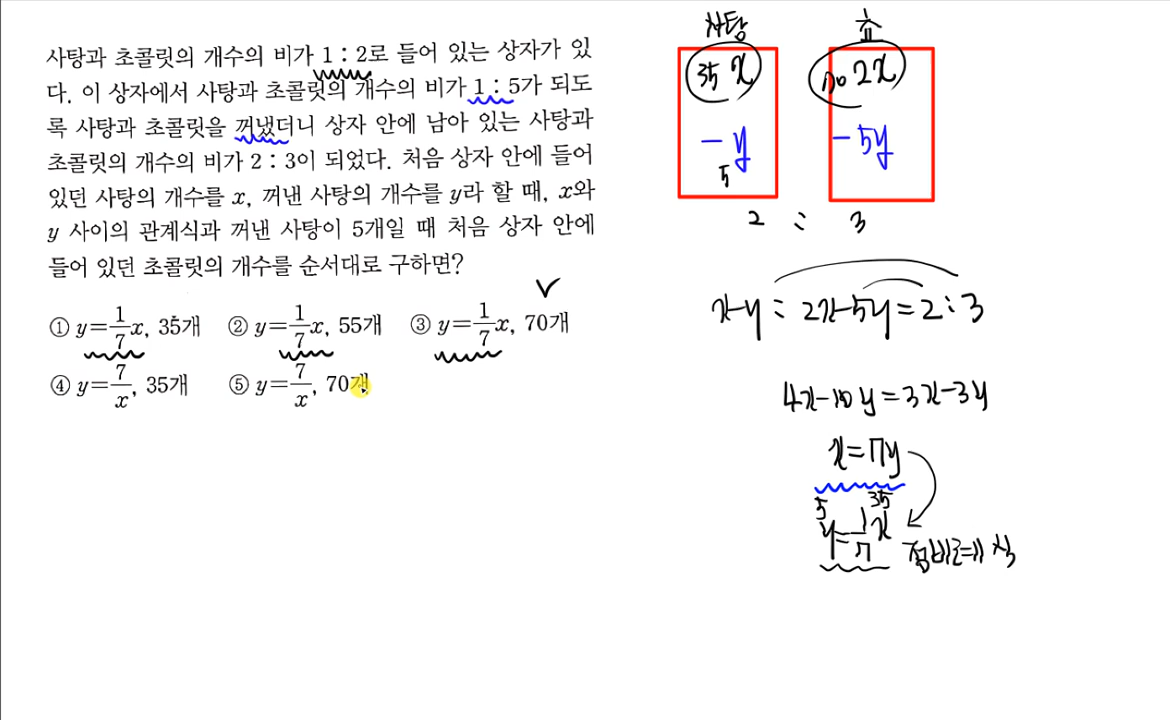 사탕과 초콜릿의 개수의 비가 1 : 2로 들어 있는 상자가 있
다. 이 상자에서 사탕과 초콜릿의 개수의 비가 1 : 5가 되도
록 사탕과 초콜릿을 꺼냈더니 상자 안에 남아 있는 사탕과
초콜릿의 개수의 비가 2 : 3이 되었다. 처음 상자 안에 들어
있던 사탕의 개수를 x, 꺼낸 사탕의 개수를 y라 할 때, x와
y 사이의 관계식과 꺼낸 사탕이 5개일 때 처음 상자 안에
들어 있던 초콜릿의 개수를 순서대로 구하면?
① y=1/7x, 35개 ② y=1/7x, 55개 ③ y=1/7x, 70개
④ y=7/x, 35개 ⑤ y=7/x, 70개
사탕 초
35 x 70 2x
-y -5y
5
2 : 3
x-y : 2x-5y=2:3
4x-10y=3x-3y
x=7y
5 35
y=1/7x 정비례 식